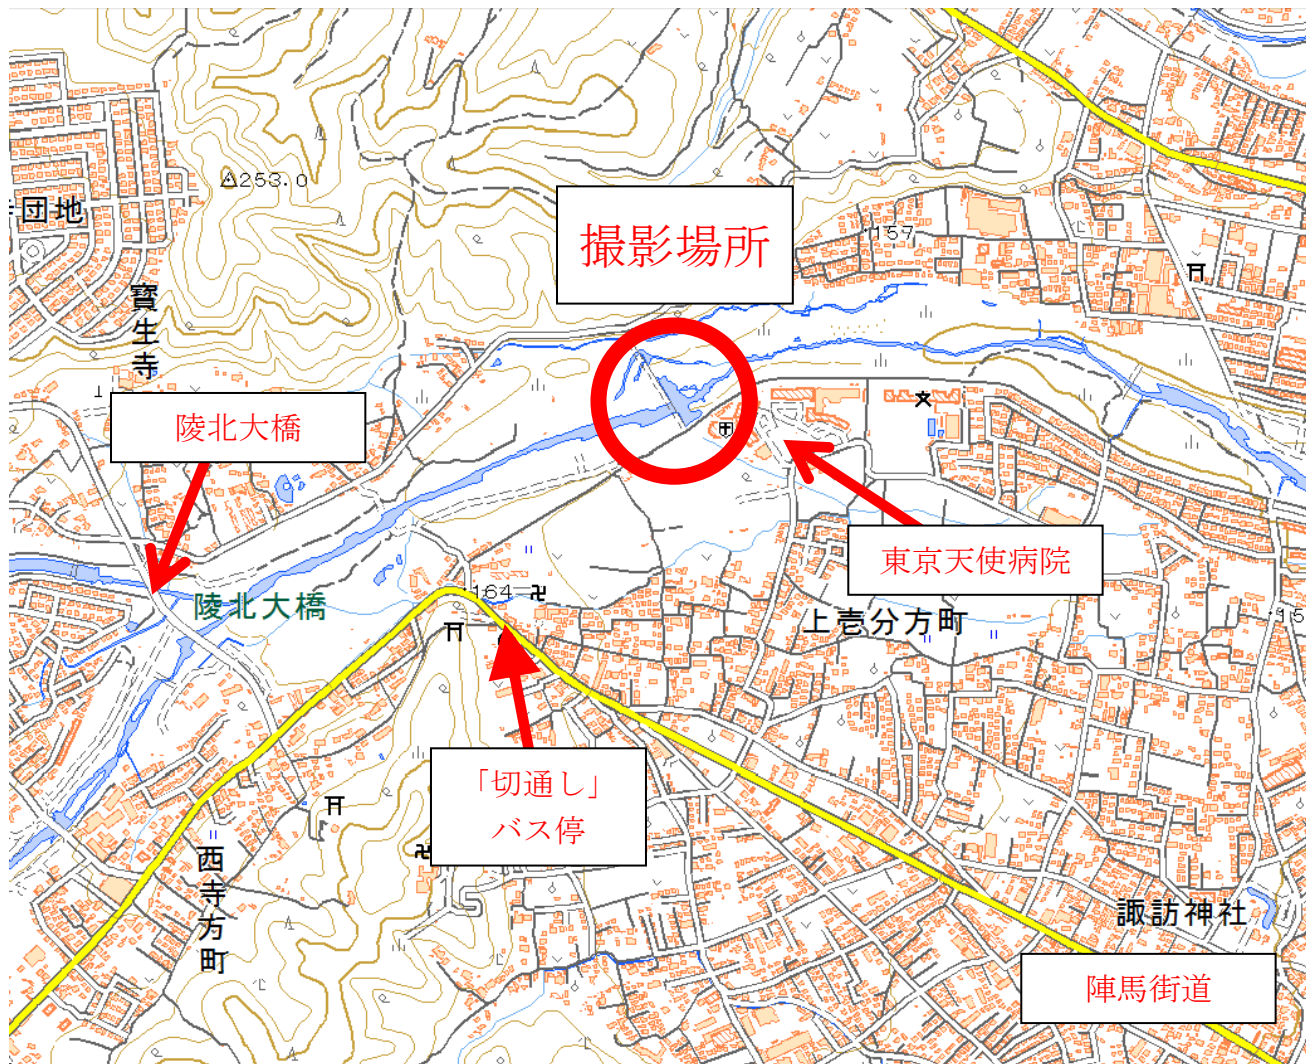 253.0
団地
撮影場所
157
寳生寺
陵北大橋
陵北大橋
164
東京天使病院
上壱分方町
「切通し」
バス停
西寺方町
諏訪神社
陣馬街道